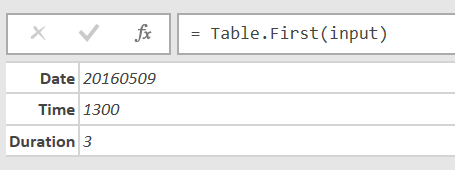 fx = Table.First(input)
Date 20160509
Time 1300
Duration 3